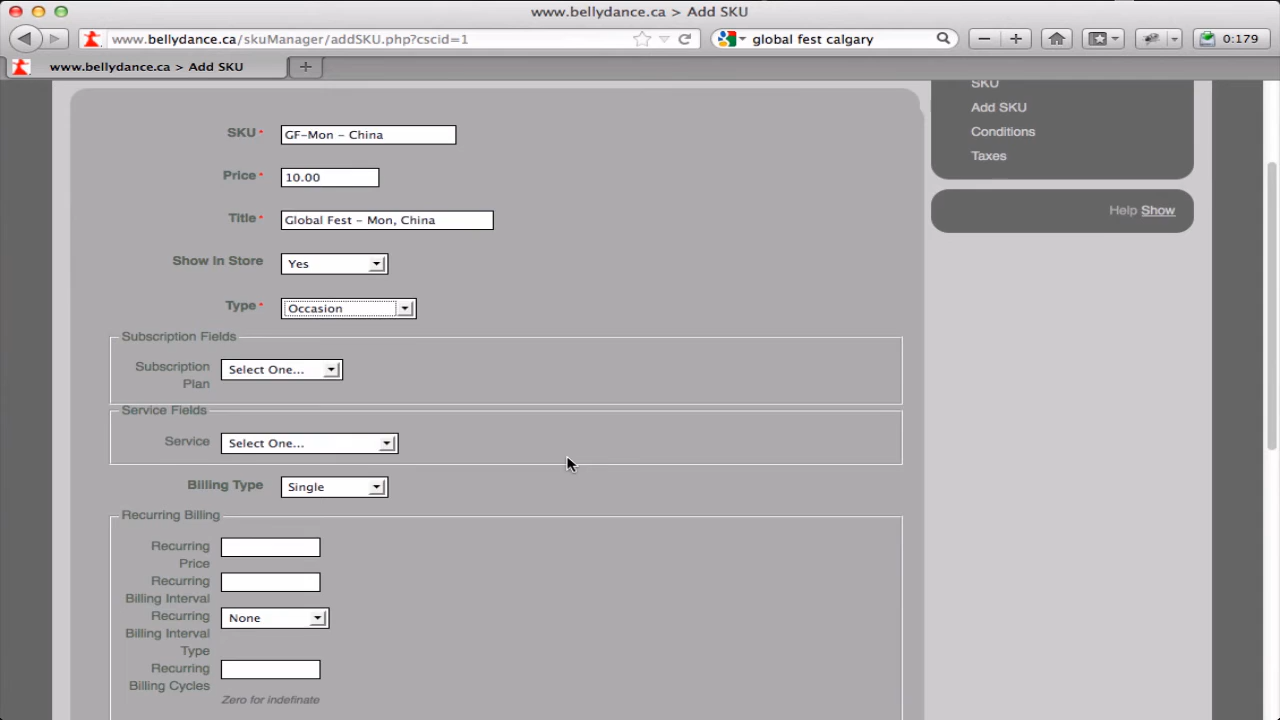 www.bellydance.ca > Add SKU
www.bellydance.ca/skuManager/addSKU.php?cscid=1
global fest calgary
0:179
www.bellydance.ca > Add SKU
SKU
Add SKU
Conditions
Taxes
Help Show
SKU* GF-Mon - China
Price* 10.00
Title* Global Fest - Mon, China
Show In Store Yes
Type* Occasion
Subscription Fields
Subscription Plan Select One...
Service Fields
Service Select One...
Billing Type Single
Recurring Billing
Recurring
Price
Recurring
Billing Interval
Recurring None
Billing Interval
Type
Recurring
Billing Cycles
Zero for indefinate